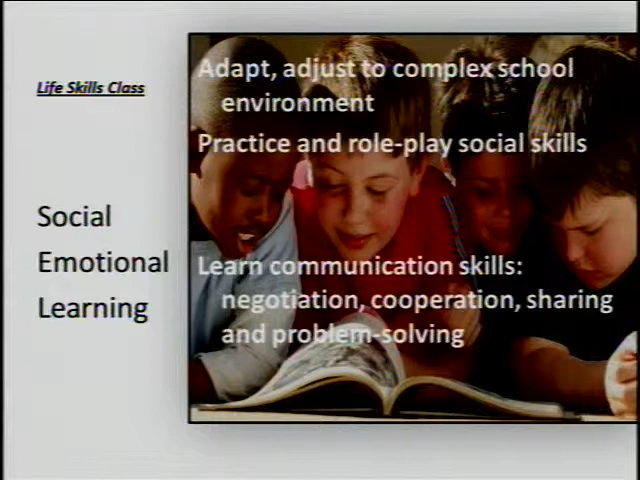 Life Skills Class
Social
Emotional
Learning
Adapt, adjust to complex school
environment
Practice and role-play social skills
Learn communication skills:
negotiation, cooperation, sharing
and problem-solving